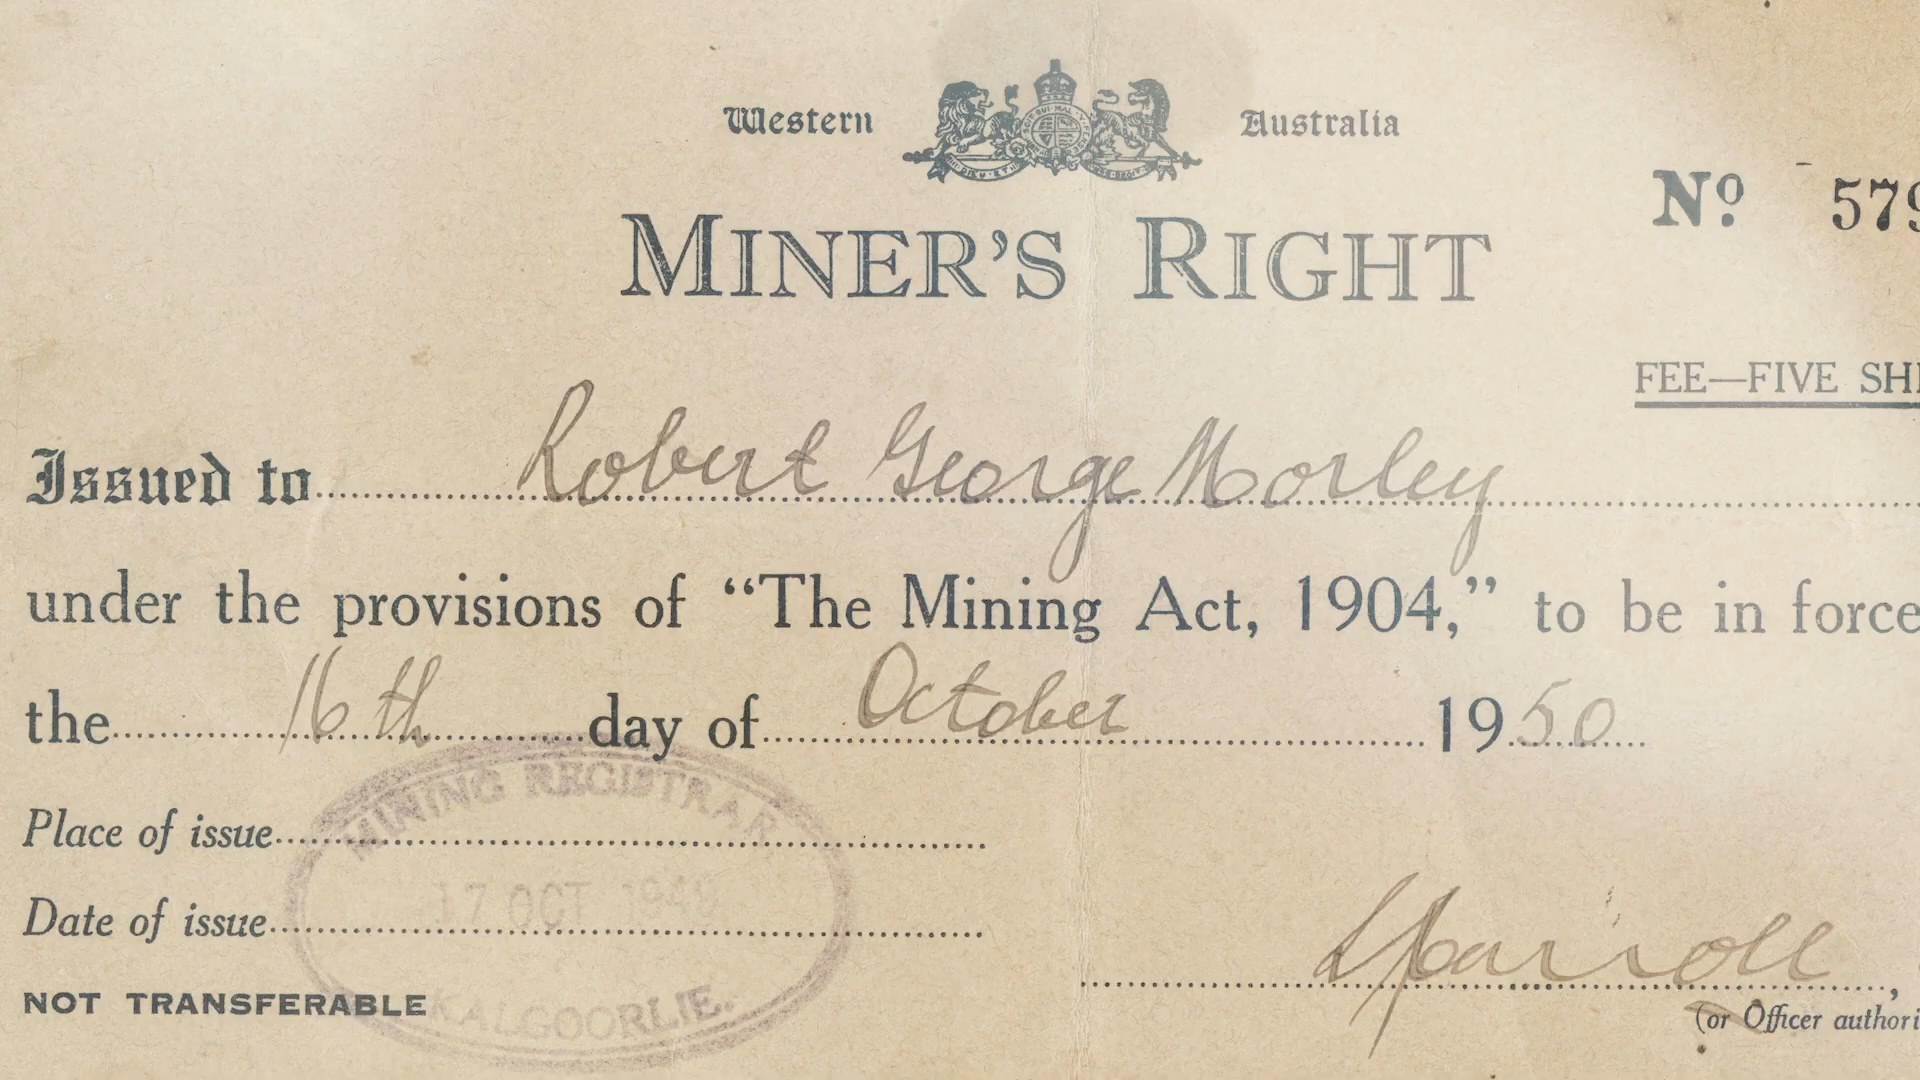 Western Australia
MINER'S RIGHT
No. 579
FEE—FIVE SHI
Issued to Robert George Morley
under the provisions of “The Mining Act, 1904,” to be in force
the 16th day of October 1950
MINING REGISTRAR
Place of issue
17 OCT 1949
Date of issue
KALGOORLIE.
NOT TRANSFERABLE
(or Officer authori